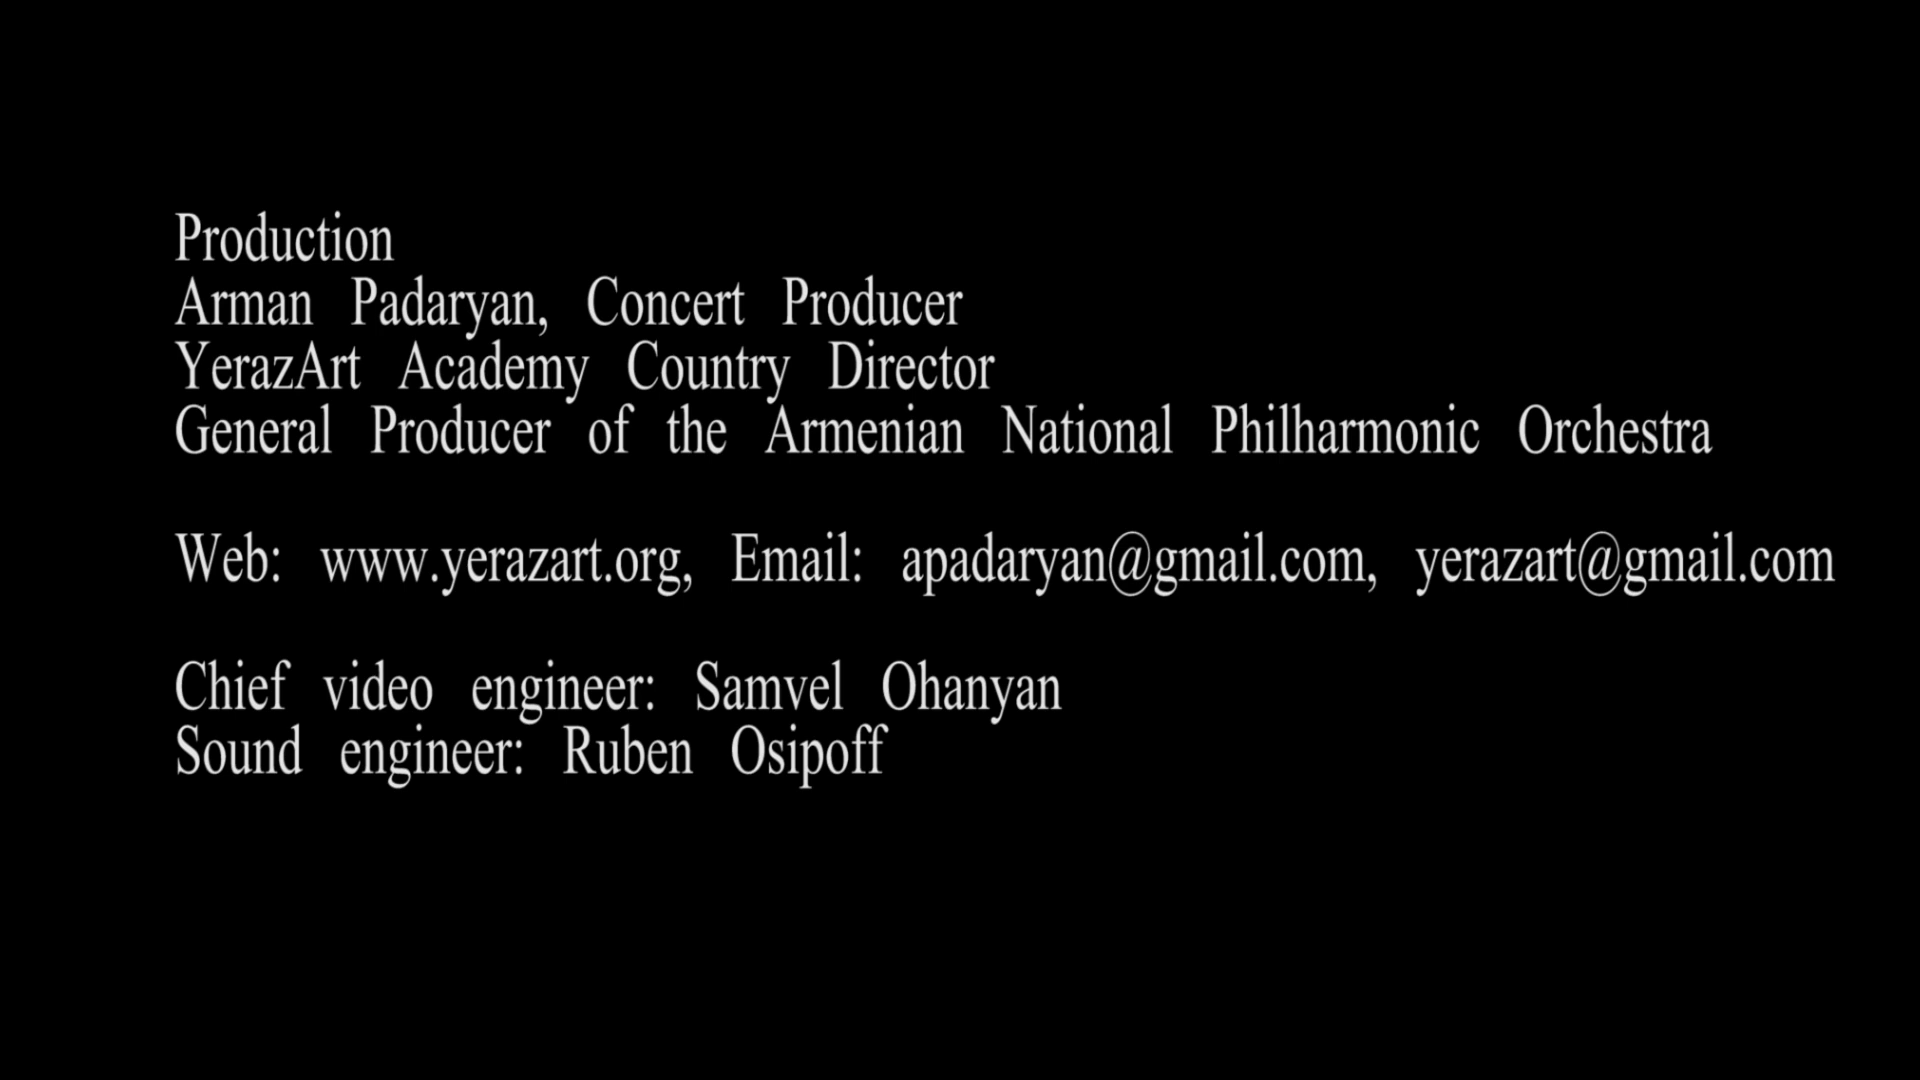 Production
Arman Padaryan, Concert Producer
YerazArt Academy Country Director
General Producer of the Armenian National Philharmonic Orchestra
Web: www.yerazart.org, Email: apadaryan@gmail.com, yerazart@gmail.com
Chief video engineer: Samvel Ohanyan
Sound engineer: Ruben Osipoff